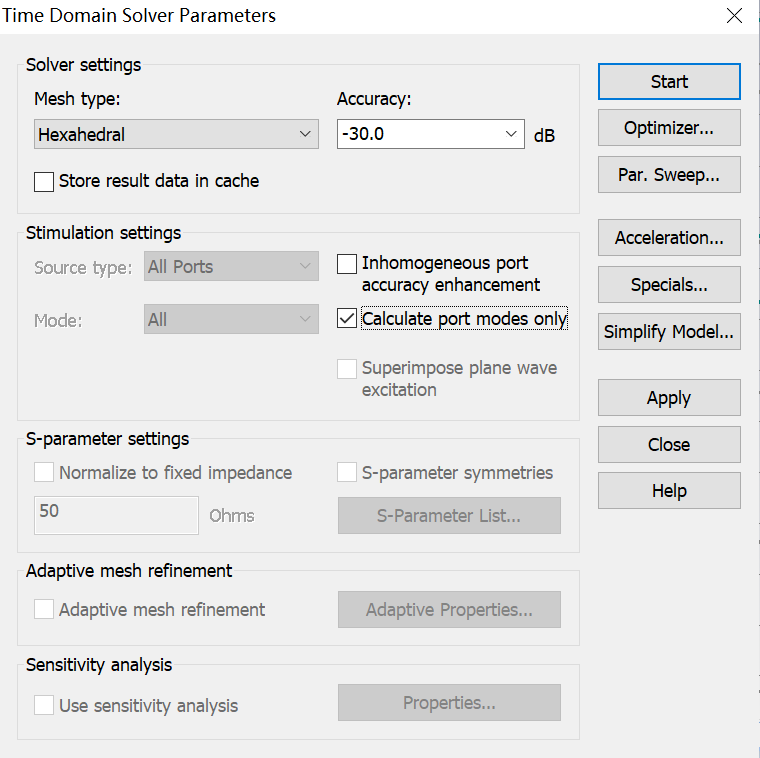 Time Domain Solver Parameters
Solver settings
Mesh type:
Accuracy:
Hexahedral
-30.0
dB
Store result data in cache
Stimulation settings
Source type:
All Ports
Inhomogeneous port
accuracy enhancement
Mode:
All
Calculate port modes only
Superimpose plane wave
excitation
S-parameter settings
Normalize to fixed impedance
S-parameter symmetries
50
Ohms
S-Parameter List...
Adaptive mesh refinement
Adaptive mesh refinement
Adaptive Properties...
Sensitivity analysis
Use sensitivity analysis
Properties...
Start
Optimizer...
Par. Sweep...
Acceleration...
Specials...
Simplify Model...
Apply
Close
Help